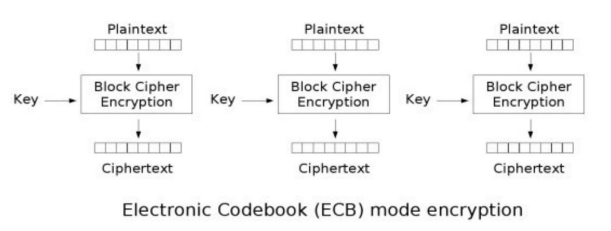 Plaintext Plaintext Plaintext
Key Block Cipher Encryption Key Block Cipher Encryption Key Block Cipher Encryption
Ciphertext Ciphertext Ciphertext
Electronic Codebook (ECB) mode encryption